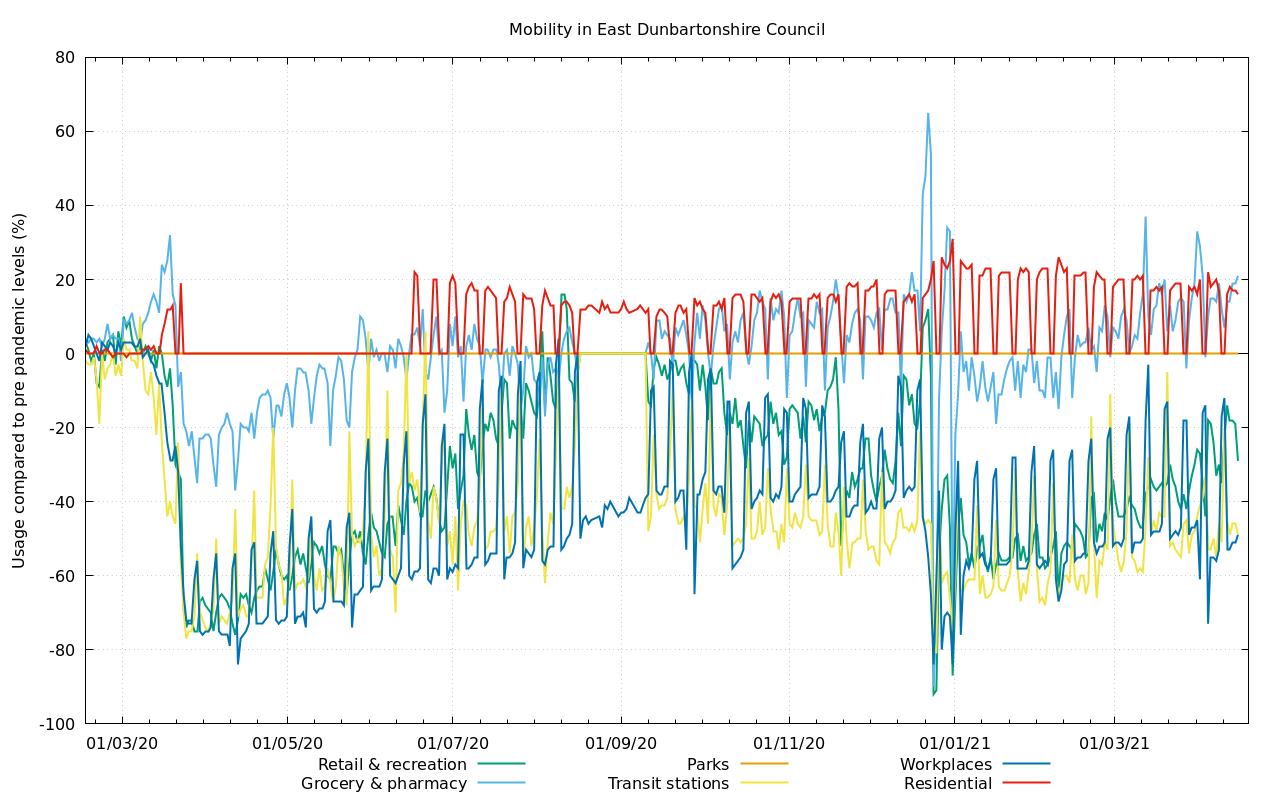 Mobility in East Dunbartonshire Council
Usage compared to pre pandemic levels (%)
80
60
40
20
0
-20
-40
-60
-80
-100
01/03/20 01/05/20 01/07/20 01/09/20 01/11/20 01/01/21 01/03/21
Retail & recreation Parks Workplaces
Grocery & pharmacy Transit stations Residential